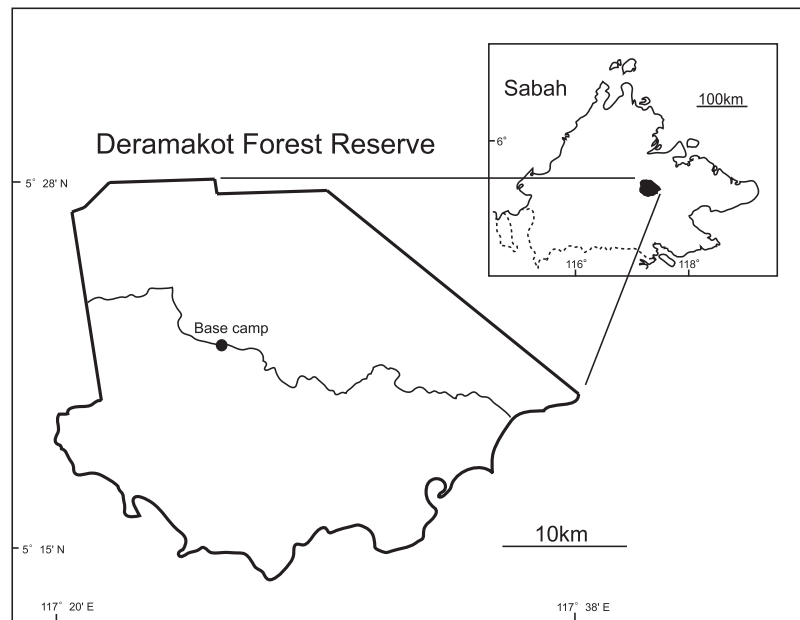 Sabah
100km
6°
Deramakot Forest Reserve
5° 28' N
116°
118°
Base camp
10km
5° 15' N
117° 20' E
117° 38' E